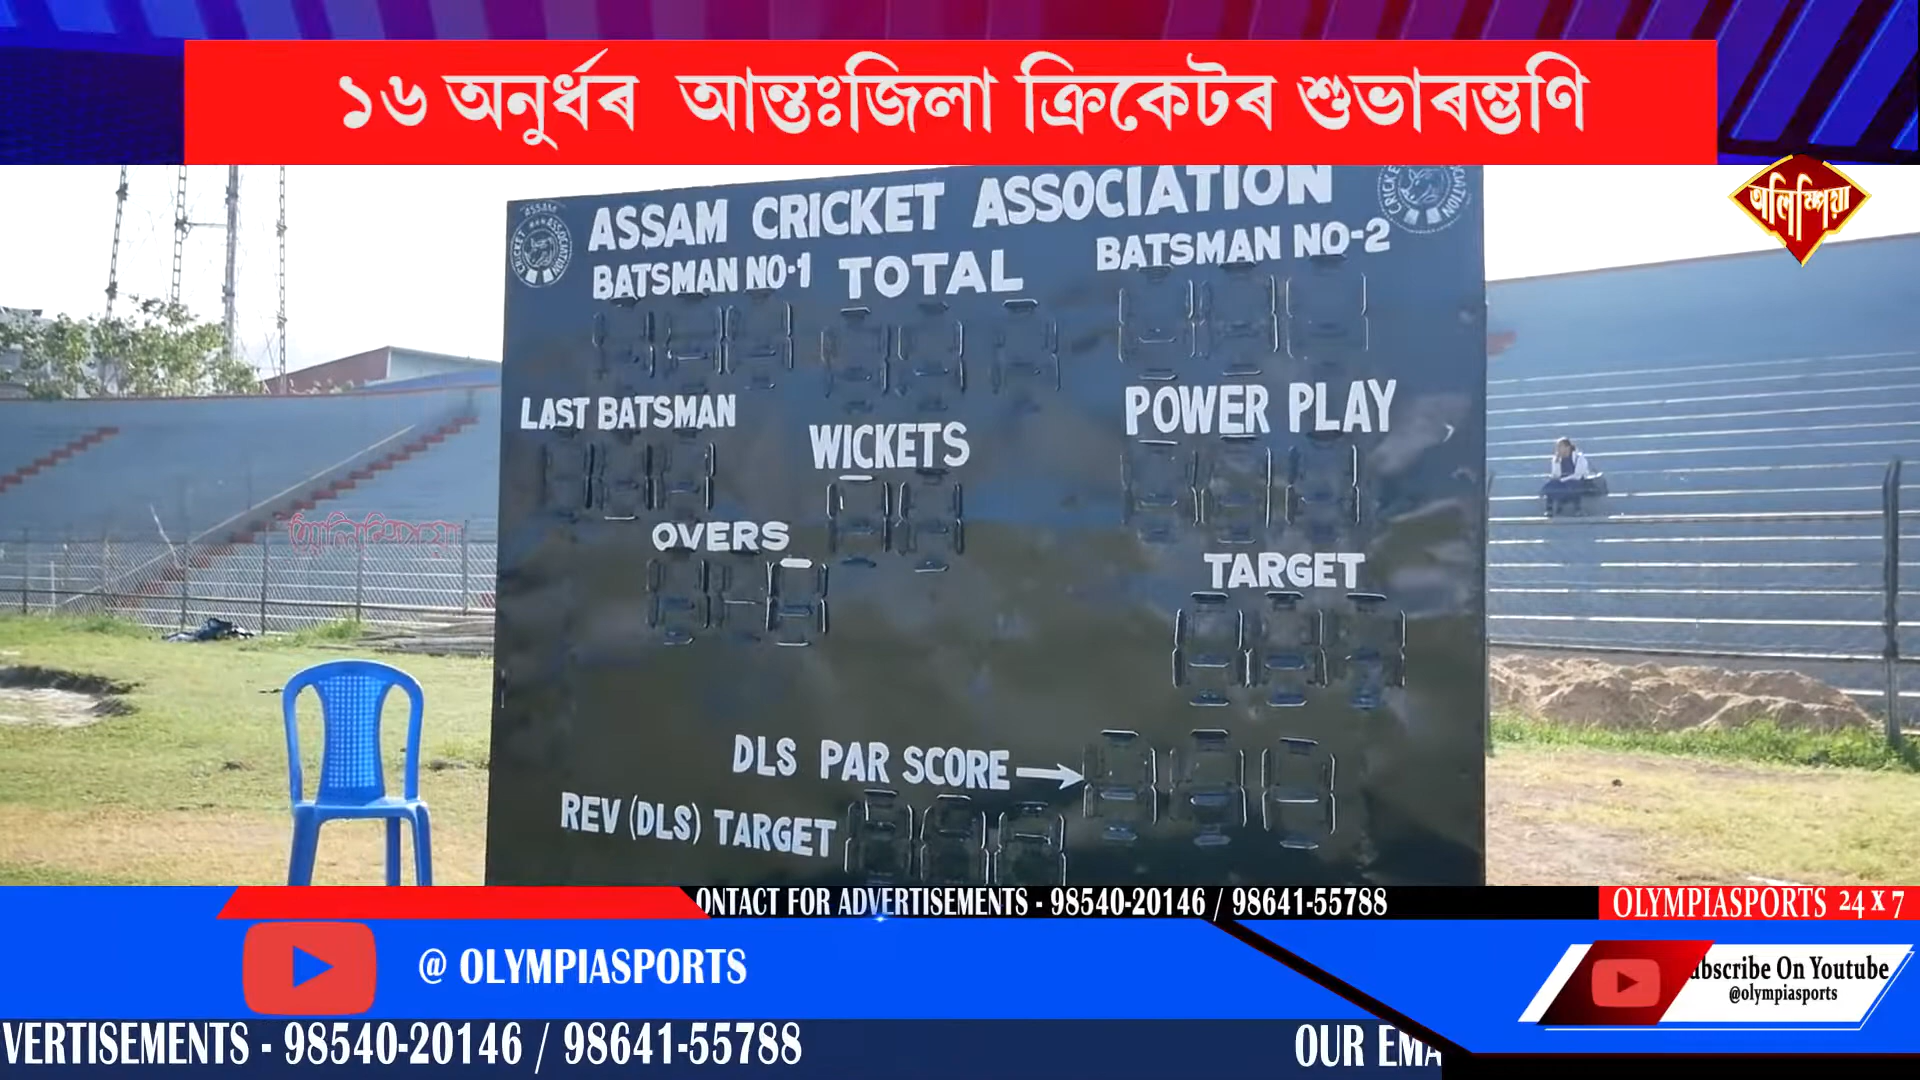 ১৬ অনুৰ্ধৰ আন্তঃজিলা ক্ৰিকেটৰ শুভাৰম্ভণি
অলিম্পিয়া
ASSAM CRICKET ASSOCIATION
BATSMAN NO-1
TOTAL
BATSMAN NO-2
LAST BATSMAN
WICKETS
POWER PLAY
OVERS
TARGET
DLS PAR SCORE
REV (DLS) TARGET
ONTACT FOR ADVERTISEMENTS - 98540-20146 / 98641-55788
OLYMPIASPORTS 24 X 7
@ OLYMPIASPORTS
ubscribe On Youtube
@olympiasports
VERTISEMENTS - 98540-20146 / 98641-55788
OUR EMA